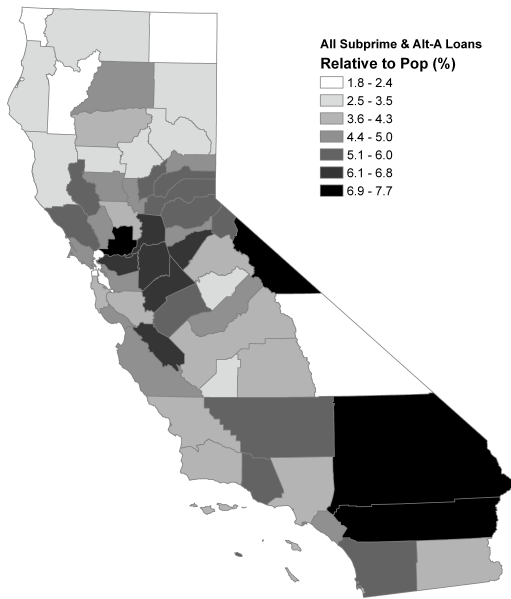 All Subprime & Alt-A Loans
Relative to Pop (%)
1.8 - 2.4
2.5 - 3.5
3.6 - 4.3
4.4 - 5.0
5.1 - 6.0
6.1 - 6.8
6.9 - 7.7